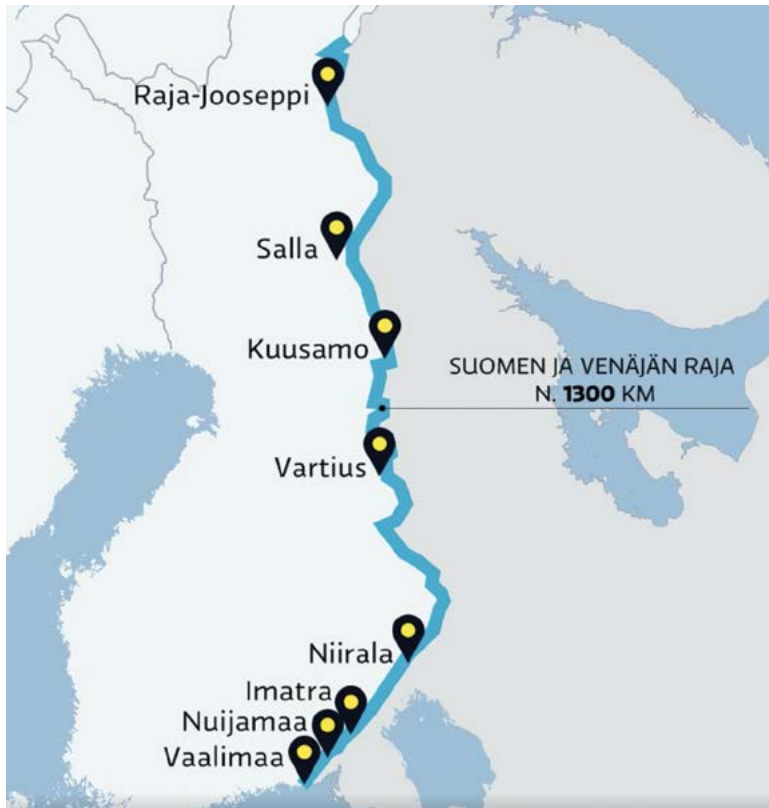 Raja-Jooseppi
Salla
Kuusamo
SUOMEN JA VENÄJÄN RAJA
N. 1300 KM
Vartius
Niirala
Imatra
Nuijamaa
Vaalimaa